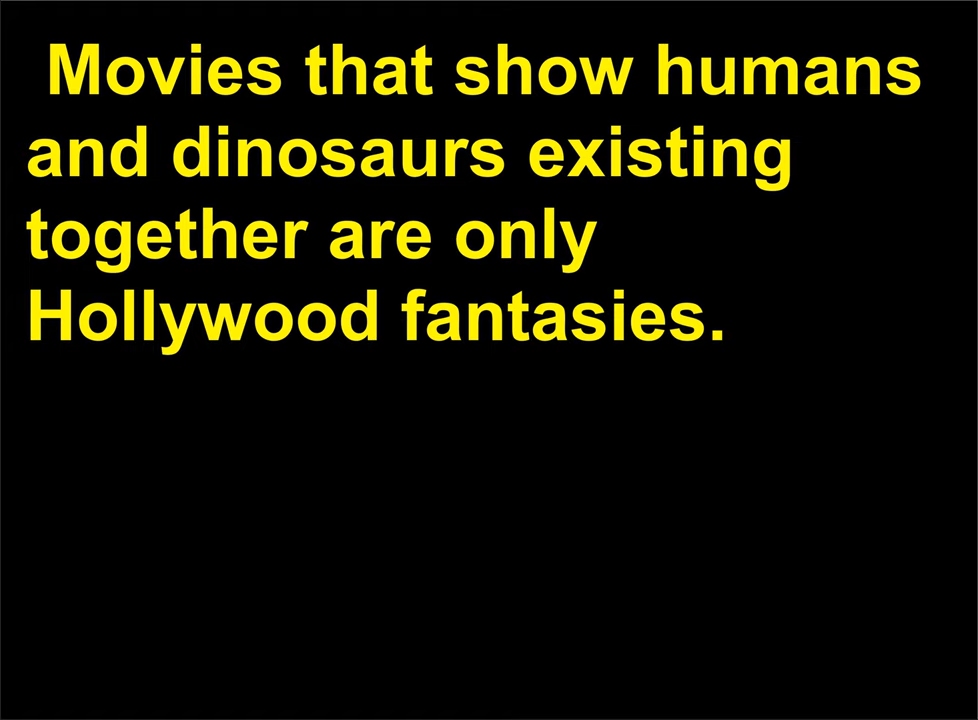 Movies that show humans
and dinosaurs existing
together are only
Hollywood fantasies.